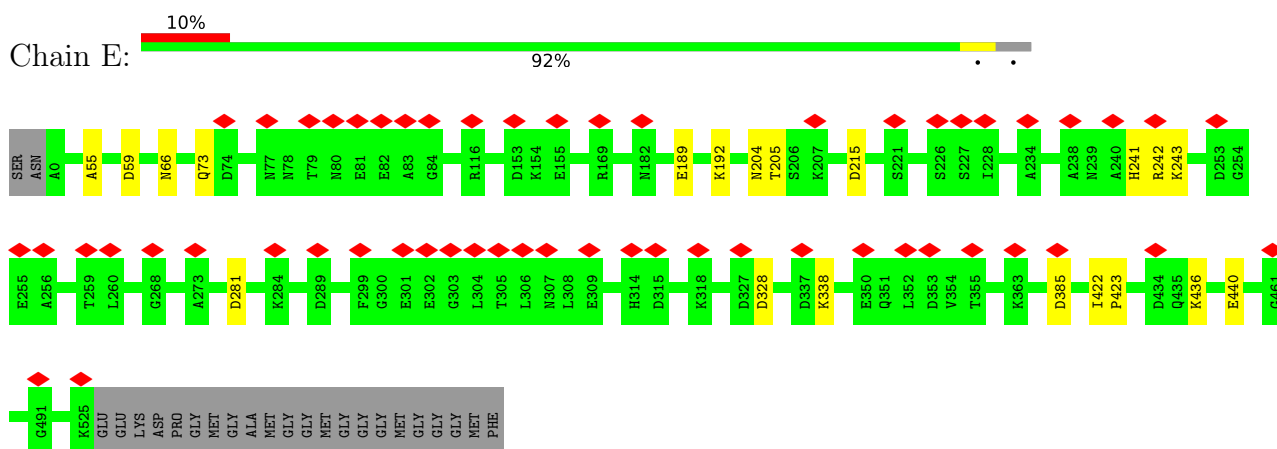 10%
Chain E:
92%
• •
SER ASN A0 A55 D59 N66 Q73 D74 N77 N78 T79 N80 E81 E82 A83 G84 R116 D153 K154 E155 R169 N182 E189 K192 N204 T205 S206 K207 D215 S221 S226 S227 I228 A234 A238 N239 A240 H241 R242 K243 D253 G254
E255 A256 T259 L260 G268 A273 D281 K284 D289 F299 G300 E301 E302 G303 L304 T305 L306 N307 L308 E309 H314 D315 K318 D327 D328 D337 K338 E350 Q351 L352 D353 V354 T355 K363 D385 I422 P423 D434 Q435 K436 E440 G461
G491 K525 GLU GLU LYS ASP PRO GLY MET GLY ALA MET GLY GLY MET GLY GLY GLY MET GLY GLY GLY MET PHE